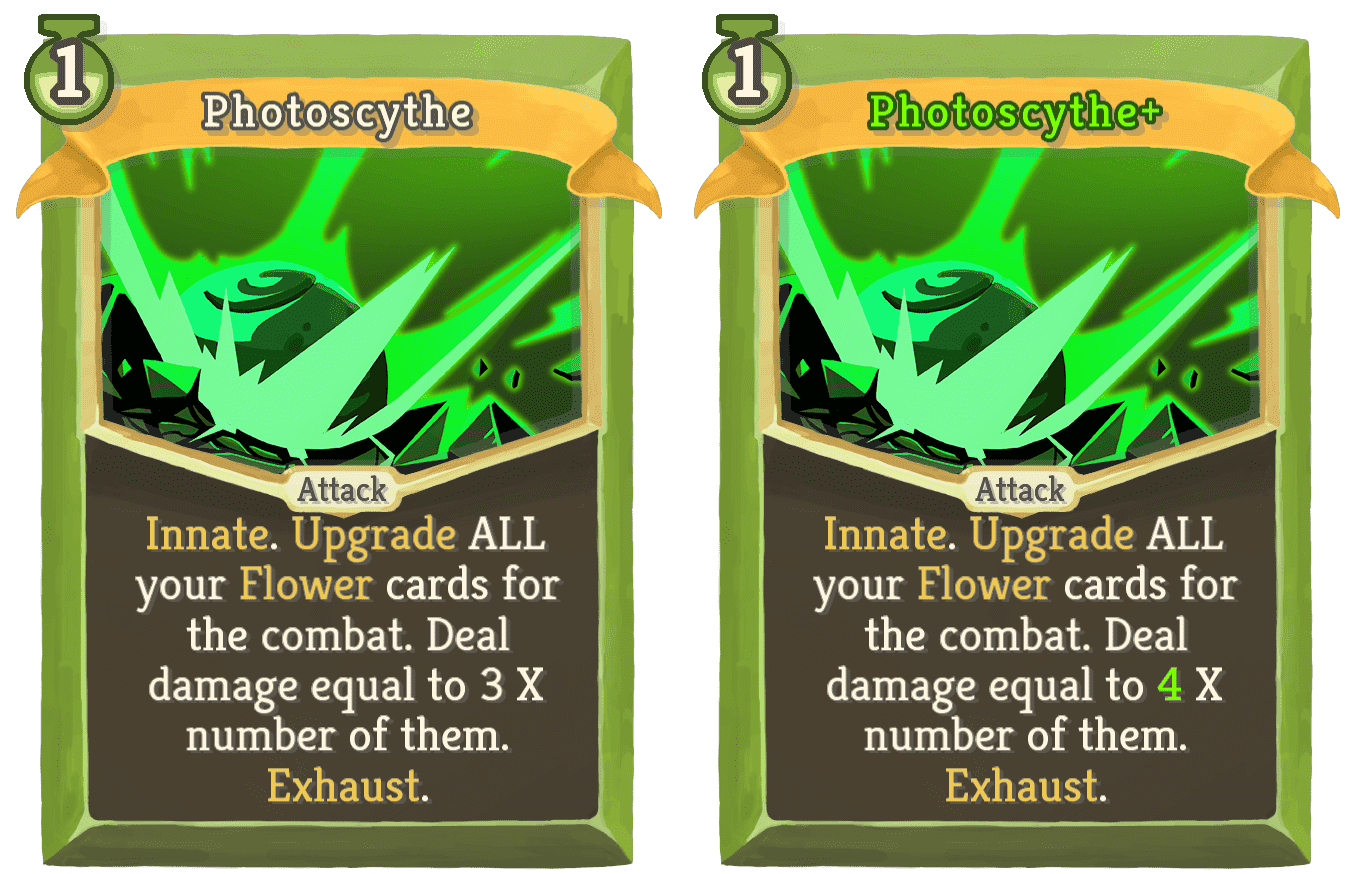 1
Photoscythe
Attack
Innate. Upgrade ALL
your Flower cards for
the combat. Deal
damage equal to 3 X
number of them.
Exhaust.
1
Photoscythe+
Attack
Innate. Upgrade ALL
your Flower cards for
the combat. Deal
damage equal to 4 X
number of them.
Exhaust.